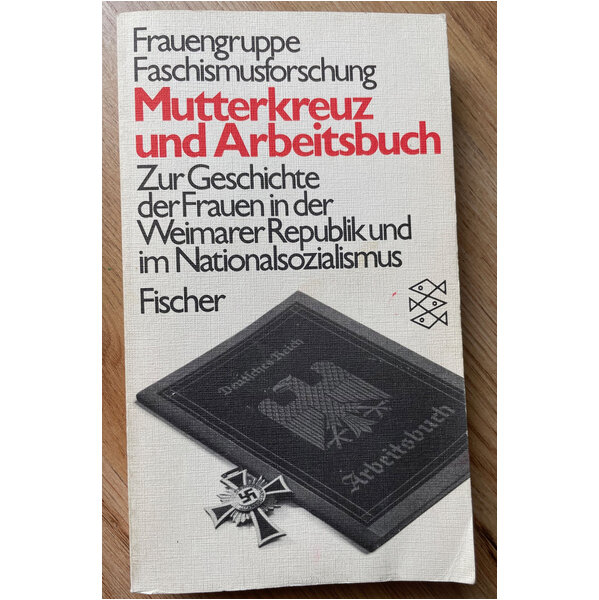 Frauengruppe
Faschismusforschung
Mutterkreuz
und Arbeitsbuch
Zur Geschichte
der Frauen in der
Weimarer Republik und
im Nationalsozialismus
Fischer
Deutsches Reich
Arbeitsbuch